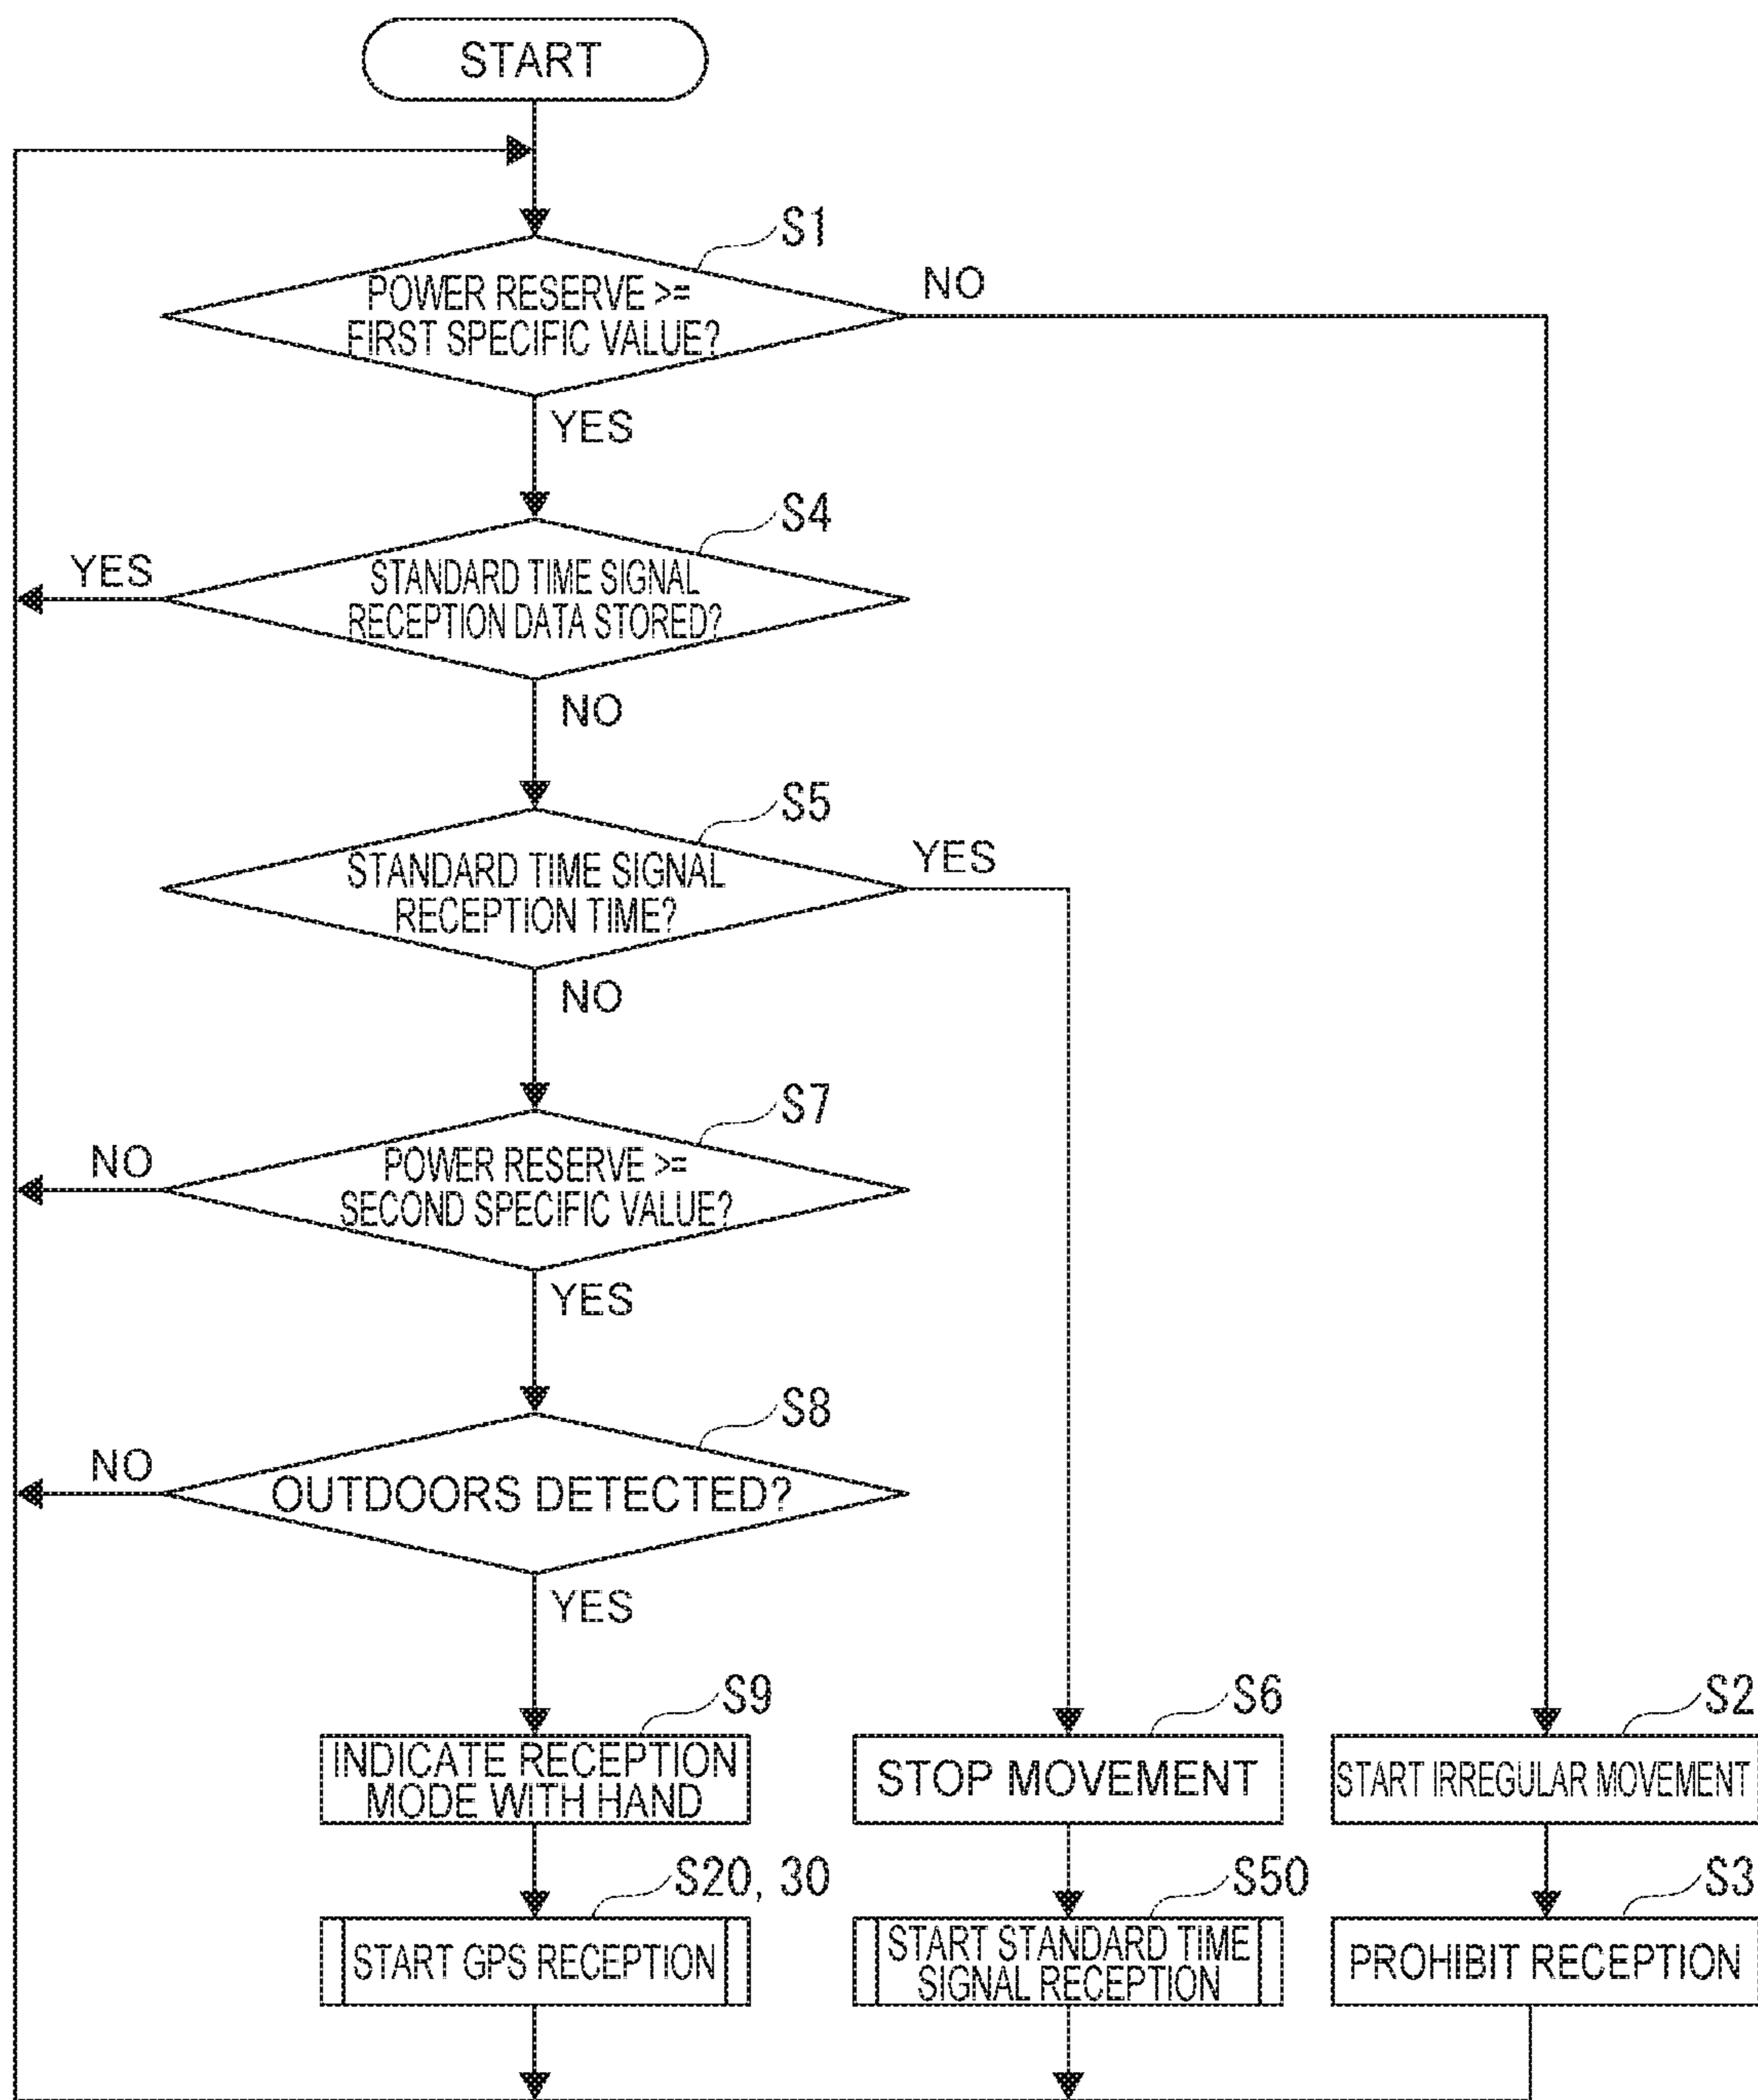 START
S1
POWER RESERVE >=
FIRST SPECIFIC VALUE?
NO
YES
S4
YES
STANDARD TIME SIGNAL
RECEPTION DATA STORED?
NO
S5
YES
STANDARD TIME SIGNAL
RECEPTION TIME?
NO
S7
NO
POWER RESERVE >=
SECOND SPECIFIC VALUE?
YES
S8
NO
OUTDOORS DETECTED?
YES
S9
INDICATE RECEPTION
MODE WITH HAND
S6
STOP MOVEMENT
S2
START IRREGULAR MOVEMENT
S20, 30
START GPS RECEPTION
S50
START STANDARD TIME
SIGNAL RECEPTION
S3
PROHIBIT RECEPTION